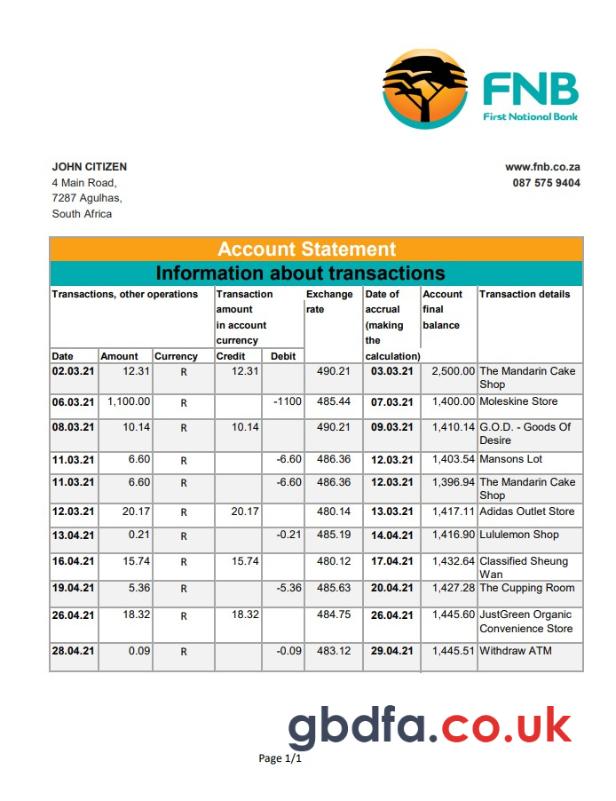 FNB
First National Bank
JOHN CITIZEN
4 Main Road,
7287 Agulhas,
South Africa
www.fnb.co.za
087 575 9404
Account Statement
Information about transactions
Transactions, other operations Transaction amount in account currency Exchange rate Date of accrual (making the calculation) Account final balance Transaction details
Date Amount Currency Credit Debit
02.03.21 12.31 R 12.31 490.21 03.03.21 2,500.00 The Mandarin Cake
Shop
06.03.21 1,100.00 R -1100 485.44 07.03.21 1,400.00 Moleskine Store
08.03.21 10.14 R 10.14 490.21 09.03.21 1,410.14 G.O.D. - Goods Of
Desire
11.03.21 6.60 R -6.60 486.36 12.03.21 1,403.54 Mansons Lot
11.03.21 6.60 R -6.60 486.36 12.03.21 1,396.94 The Mandarin Cake
Shop
12.03.21 20.17 R 20.17 480.14 13.03.21 1,417.11 Adidas Outlet Store
13.04.21 0.21 R -0.21 485.19 14.04.21 1,416.90 Lululemon Shop
16.04.21 15.74 R 15.74 480.12 17.04.21 1,432.64 Classified Sheung
Wan
19.04.21 5.36 R -5.36 485.63 20.04.21 1,427.28 The Cupping Room
26.04.21 18.32 R 18.32 484.75 26.04.21 1,445.60 JustGreen Organic
Convenience Store
28.04.21 0.09 R -0.09 483.12 29.04.21 1,445.51 Withdraw ATM
gbdfa.co.uk
Page 1/1